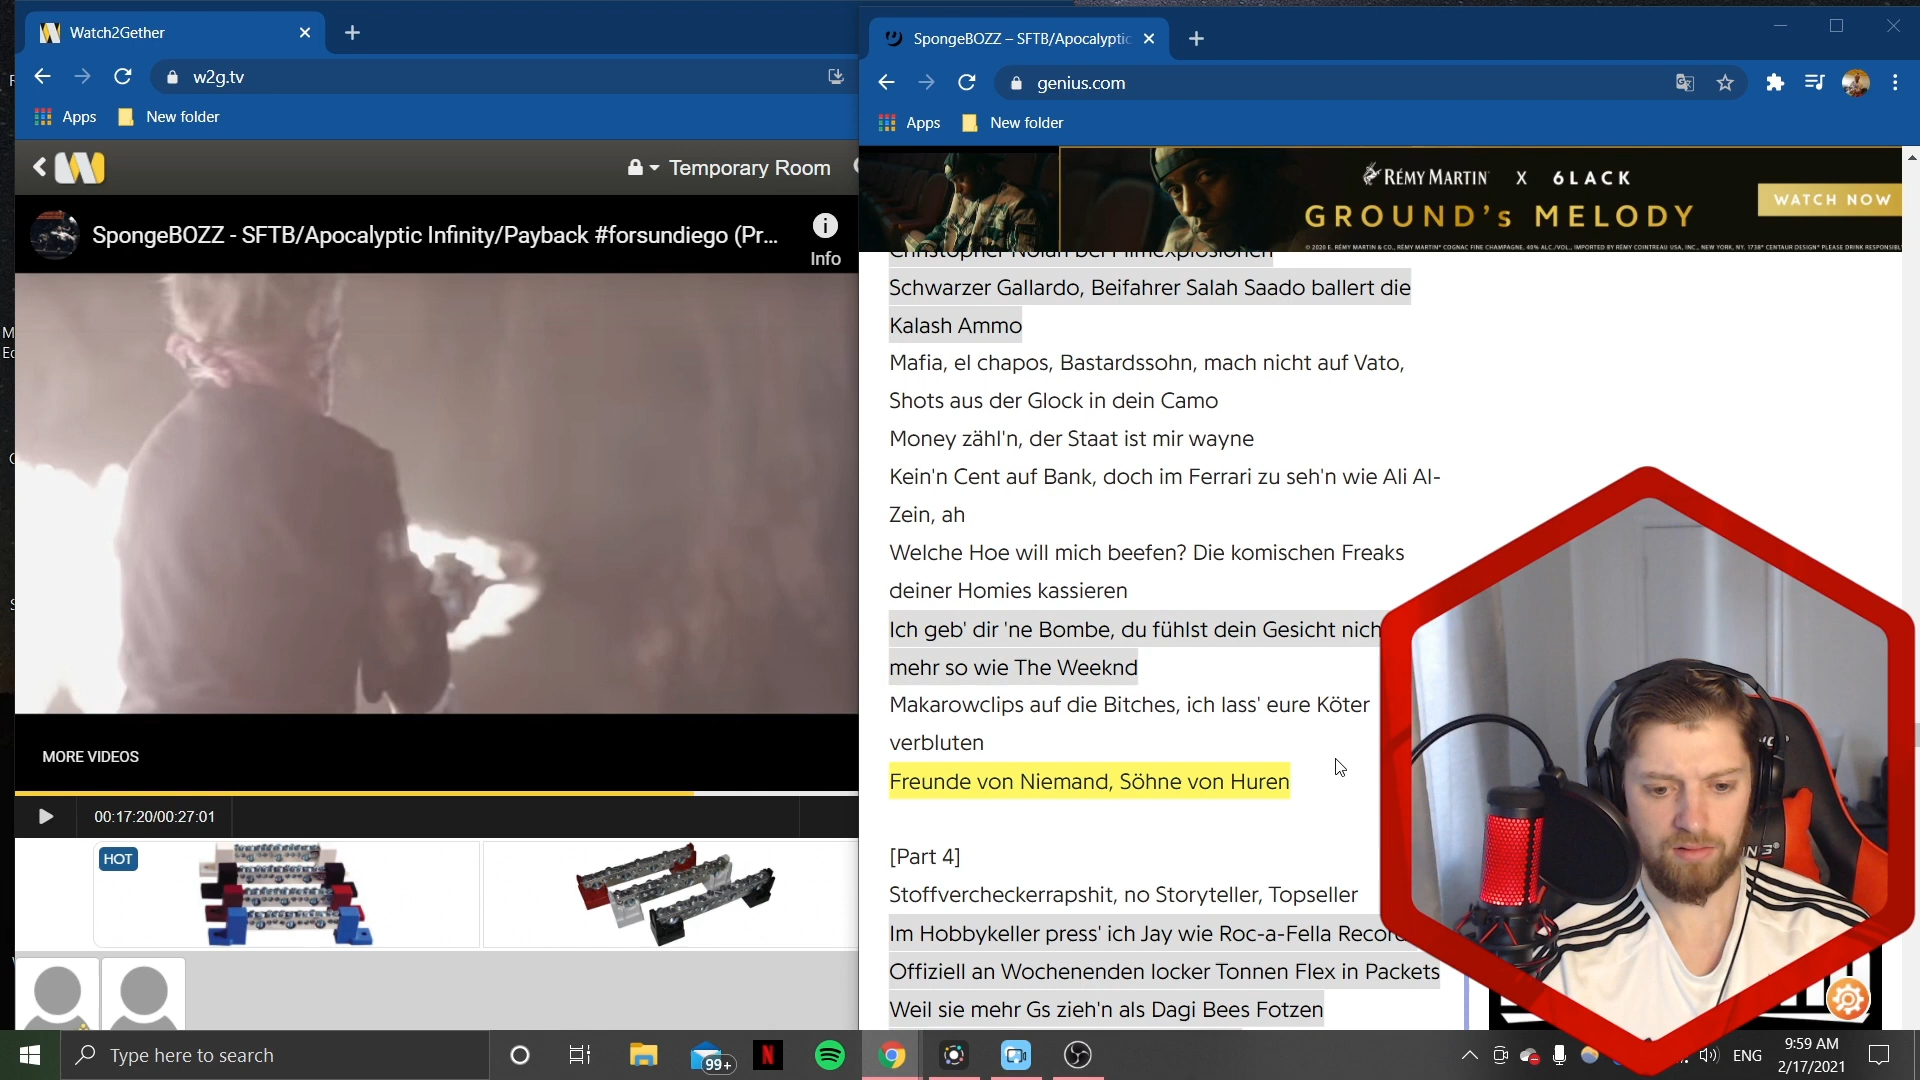 Watch2Gether
w2g.tv
Apps
New folder
Temporary Room
SpongeBOZZ - SFTB/Apocalyptic Infinity/Payback #forsundiego (Pr...
Info
MORE VIDEOS
00:17:20/00:27:01
HOT
SpongeBOZZ – SFTB/Apocalyptic
genius.com
Apps
New folder
RÉMY MARTIN X 6LACK
GROUND's MELODY
WATCH NOW
Christopher Nolan bei Filmexplosionen
Schwarzer Gallardo, Beifahrer Salah Saado ballert die
Kalash Ammo
Mafia, el chapos, Bastardssohn, mach nicht auf Vato,
Shots aus der Glock in dein Camo
Money zähl'n, der Staat ist mir wayne
Kein'n Cent auf Bank, doch im Ferrari zu seh'n wie Ali Al-
Zein, ah
Welche Hoe will mich beefen? Die komischen Freaks
deiner Homies kassieren
Ich geb' dir 'ne Bombe, du fühlst dein Gesicht nich
mehr so wie The Weeknd
Makarowclips auf die Bitches, ich lass' eure Köter
verbluten
Freunde von Niemand, Söhne von Huren
[Part 4]
Stoffvercheckerrapshit, no Storyteller, Topseller
Im Hobbykeller press' ich Jay wie Roc-a-Fella Recor
Offiziell an Wochenenden locker Tonnen Flex in Packets
Weil sie mehr Gs zieh'n als Dagi Bees Fotzen
Type here to search
99+
ENG
9:59 AM
2/17/2021